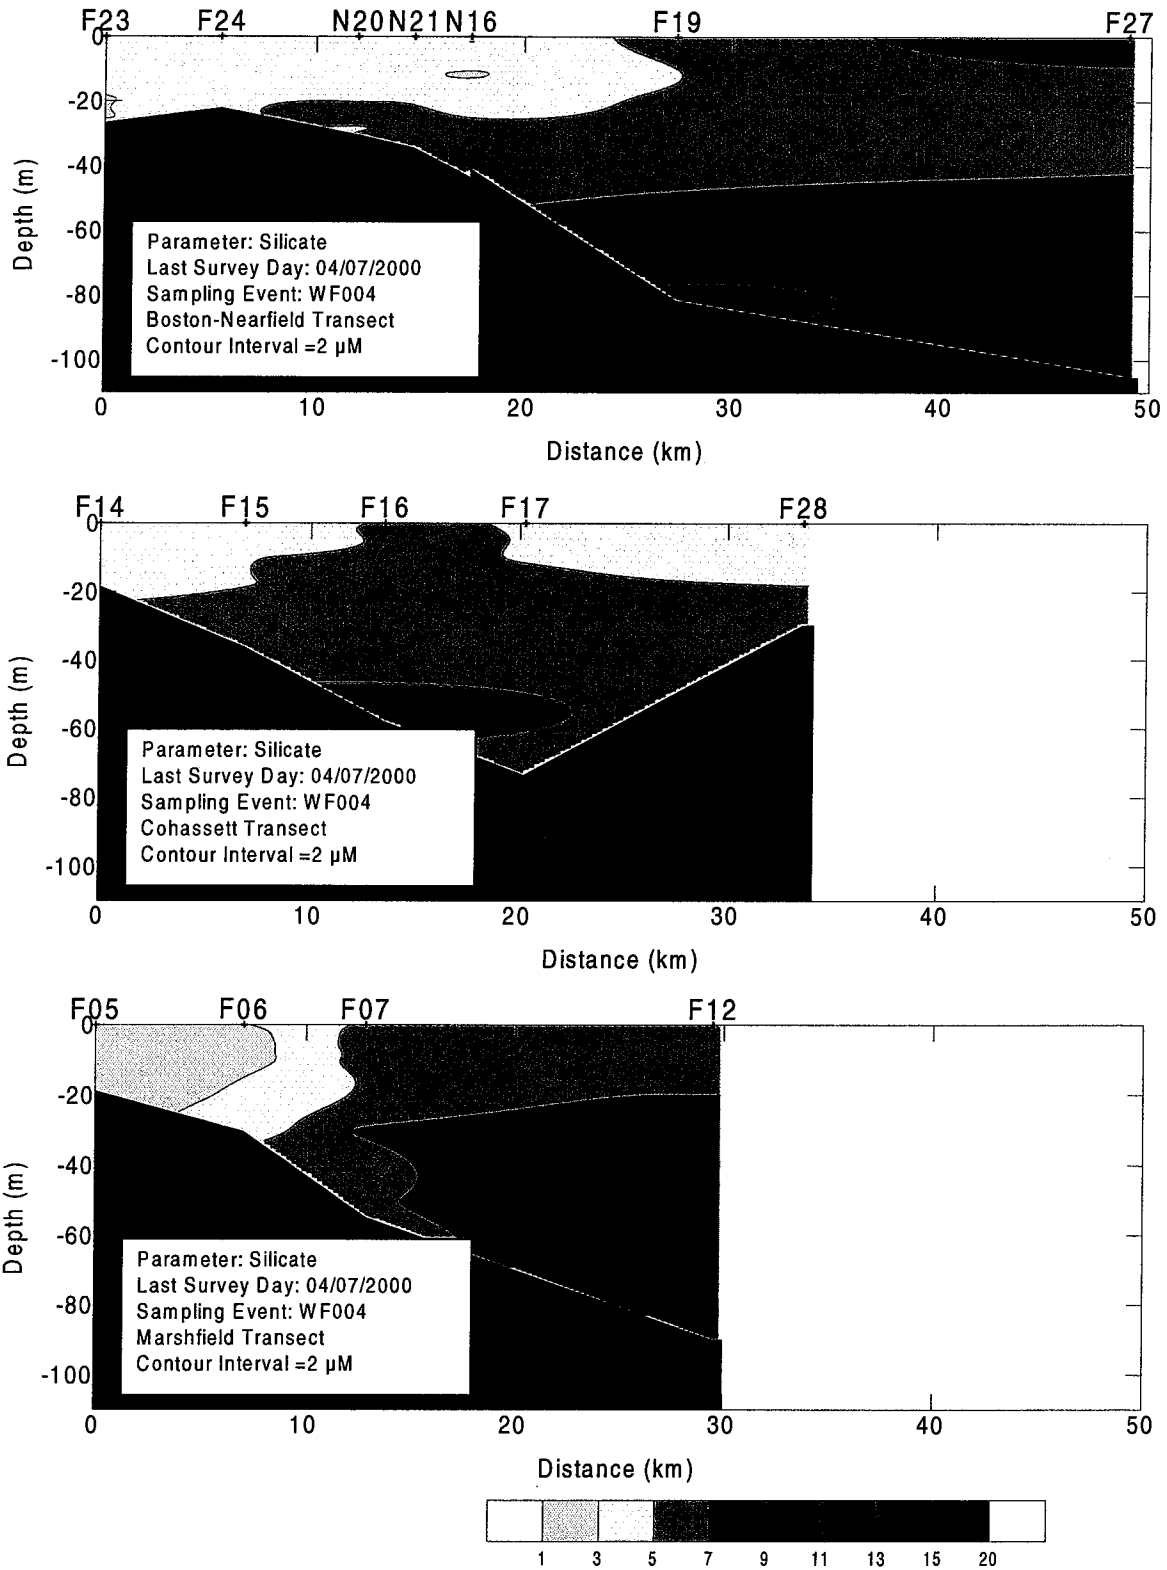 F23 F24 N20 N21 N16 F19 F27
0
-20
-40
-60
-80
-100
Depth (m)
Parameter: Silicate
Last Survey Day: 04/07/2000
Sampling Event: WF004
Boston-Nearfield Transect
Contour Interval =2 µM
0 10 20 30 40 50
Distance (km)
F14 F15 F16 F17 F28
0
-20
-40
-60
-80
-100
Depth (m)
Parameter: Silicate
Last Survey Day: 04/07/2000
Sampling Event: WF004
Cohassett Transect
Contour Interval =2 µM
0 10 20 30 40 50
Distance (km)
F05 F06 F07 F12
0
-20
-40
-60
-80
-100
Depth (m)
Parameter: Silicate
Last Survey Day: 04/07/2000
Sampling Event: WF004
Marshfield Transect
Contour Interval =2 µM
0 10 20 30 40 50
Distance (km)
1 3 5 7 9 11 13 15 20